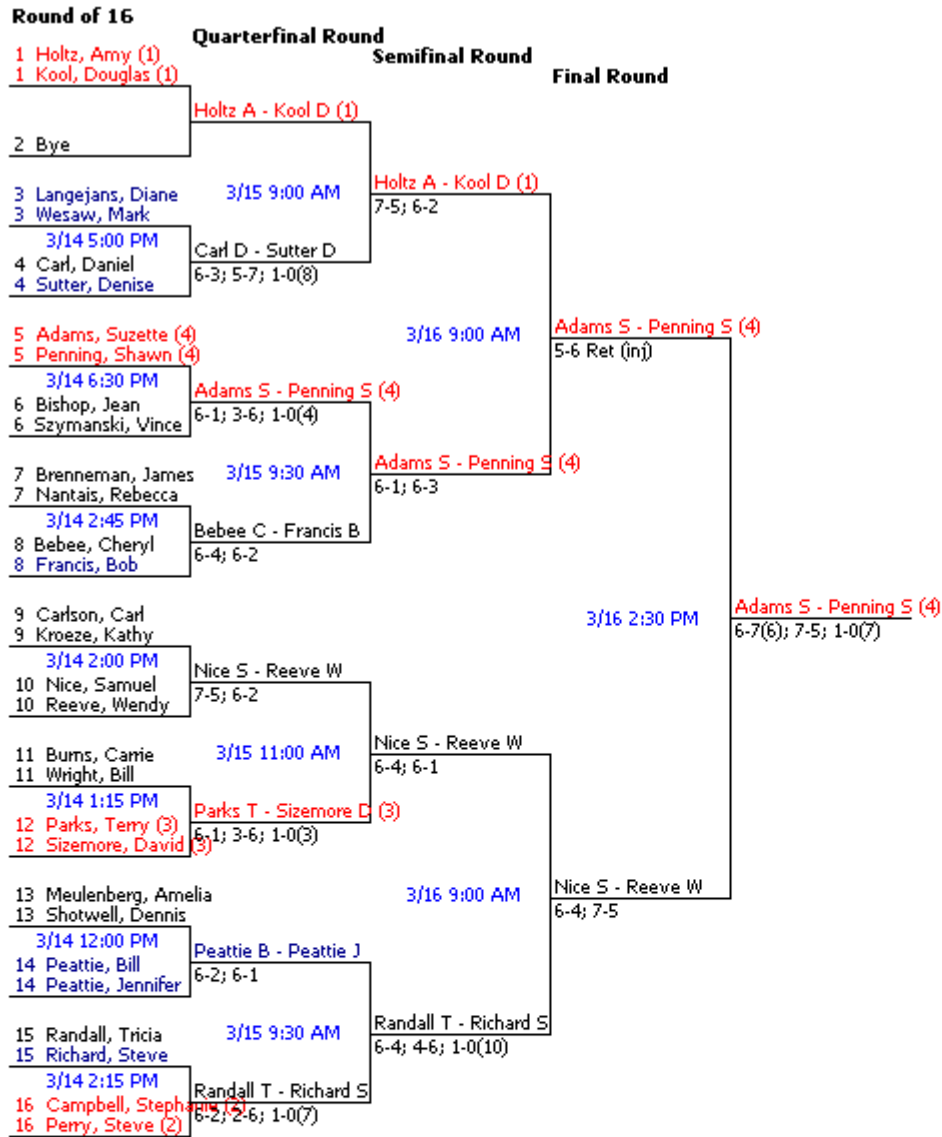 Round of 16
Quarterfinal Round
Semifinal Round
Final Round
1 Holtz, Amy (1)
1 Kool, Douglas (1)
Holtz A - Kool D (1)
2 Bye
3 Langejans, Diane
3 Wesaw, Mark
3/15 9:00 AM
Holtz A - Kool D (1)
7-5; 6-2
3/14 5:00 PM
4 Carl, Daniel
4 Sutter, Denise
Carl D - Sutter D
6-3; 5-7; 1-0(8)
5 Adams, Suzette (4)
5 Penning, Shawn (4)
3/16 9:00 AM
Adams S - Penning S (4)
5-6 Ret (inj)
3/14 6:30 PM
6 Bishop, Jean
6 Szymanski, Vince
Adams S - Penning S (4)
6-1; 3-6; 1-0(4)
7 Brenneman, James
7 Nantais, Rebecca
3/15 9:30 AM
Adams S - Penning S (4)
6-1; 6-3
3/14 2:45 PM
8 Bebee, Cheryl
8 Francis, Bob
Bebee C - Francis B
6-4; 6-2
9 Carlson, Carl
9 Kroeze, Kathy
3/16 2:30 PM
Adams S - Penning S (4)
6-7(6); 7-5; 1-0(7)
3/14 2:00 PM
10 Nice, Samuel
10 Reeve, Wendy
Nice S - Reeve W
7-5; 6-2
11 Burns, Carrie
11 Wright, Bill
3/15 11:00 AM
Nice S - Reeve W
6-4; 6-1
3/14 1:15 PM
12 Parks, Terry (3)
12 Sizemore, David (3)
Parks T - Sizemore D (3)
6-1; 3-6; 1-0(3)
13 Meulenberg, Amelia
13 Shotwell, Dennis
3/16 9:00 AM
Nice S - Reeve W
6-4; 7-5
3/14 12:00 PM
14 Peattie, Bill
14 Peattie, Jennifer
Peattie B - Peattie J
6-2; 6-1
15 Randall, Tricia
15 Richard, Steve
3/15 9:30 AM
Randall T - Richard S
6-4; 4-6; 1-0(10)
3/14 2:15 PM
16 Campbell, Stephanie (2)
16 Perry, Steve (2)
Randall T - Richard S
6-2; 2-6; 1-0(7)